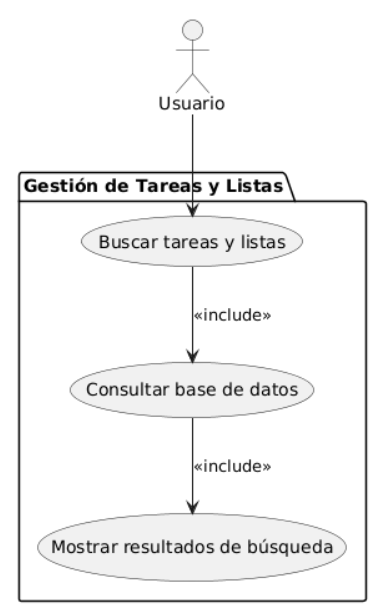 Usuario
Gestión de Tareas y Listas
Buscar tareas y listas
«include»
Consultar base de datos
«include»
Mostrar resultados de búsqueda